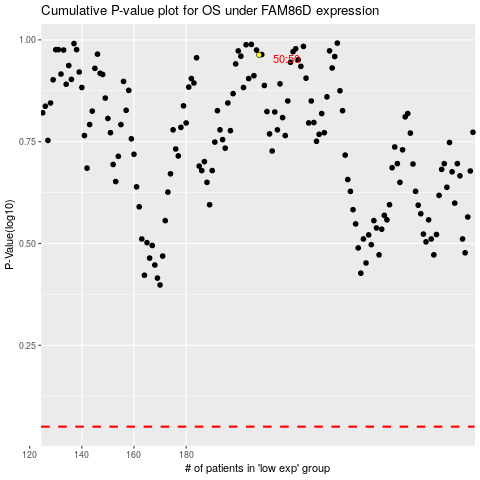 Cumulative P-value plot for OS under FAM86D expression
1.00
50:50
0.75
P-Value(log10)
0.50
0.25
120 140 160 180
# of patients in 'low exp' group